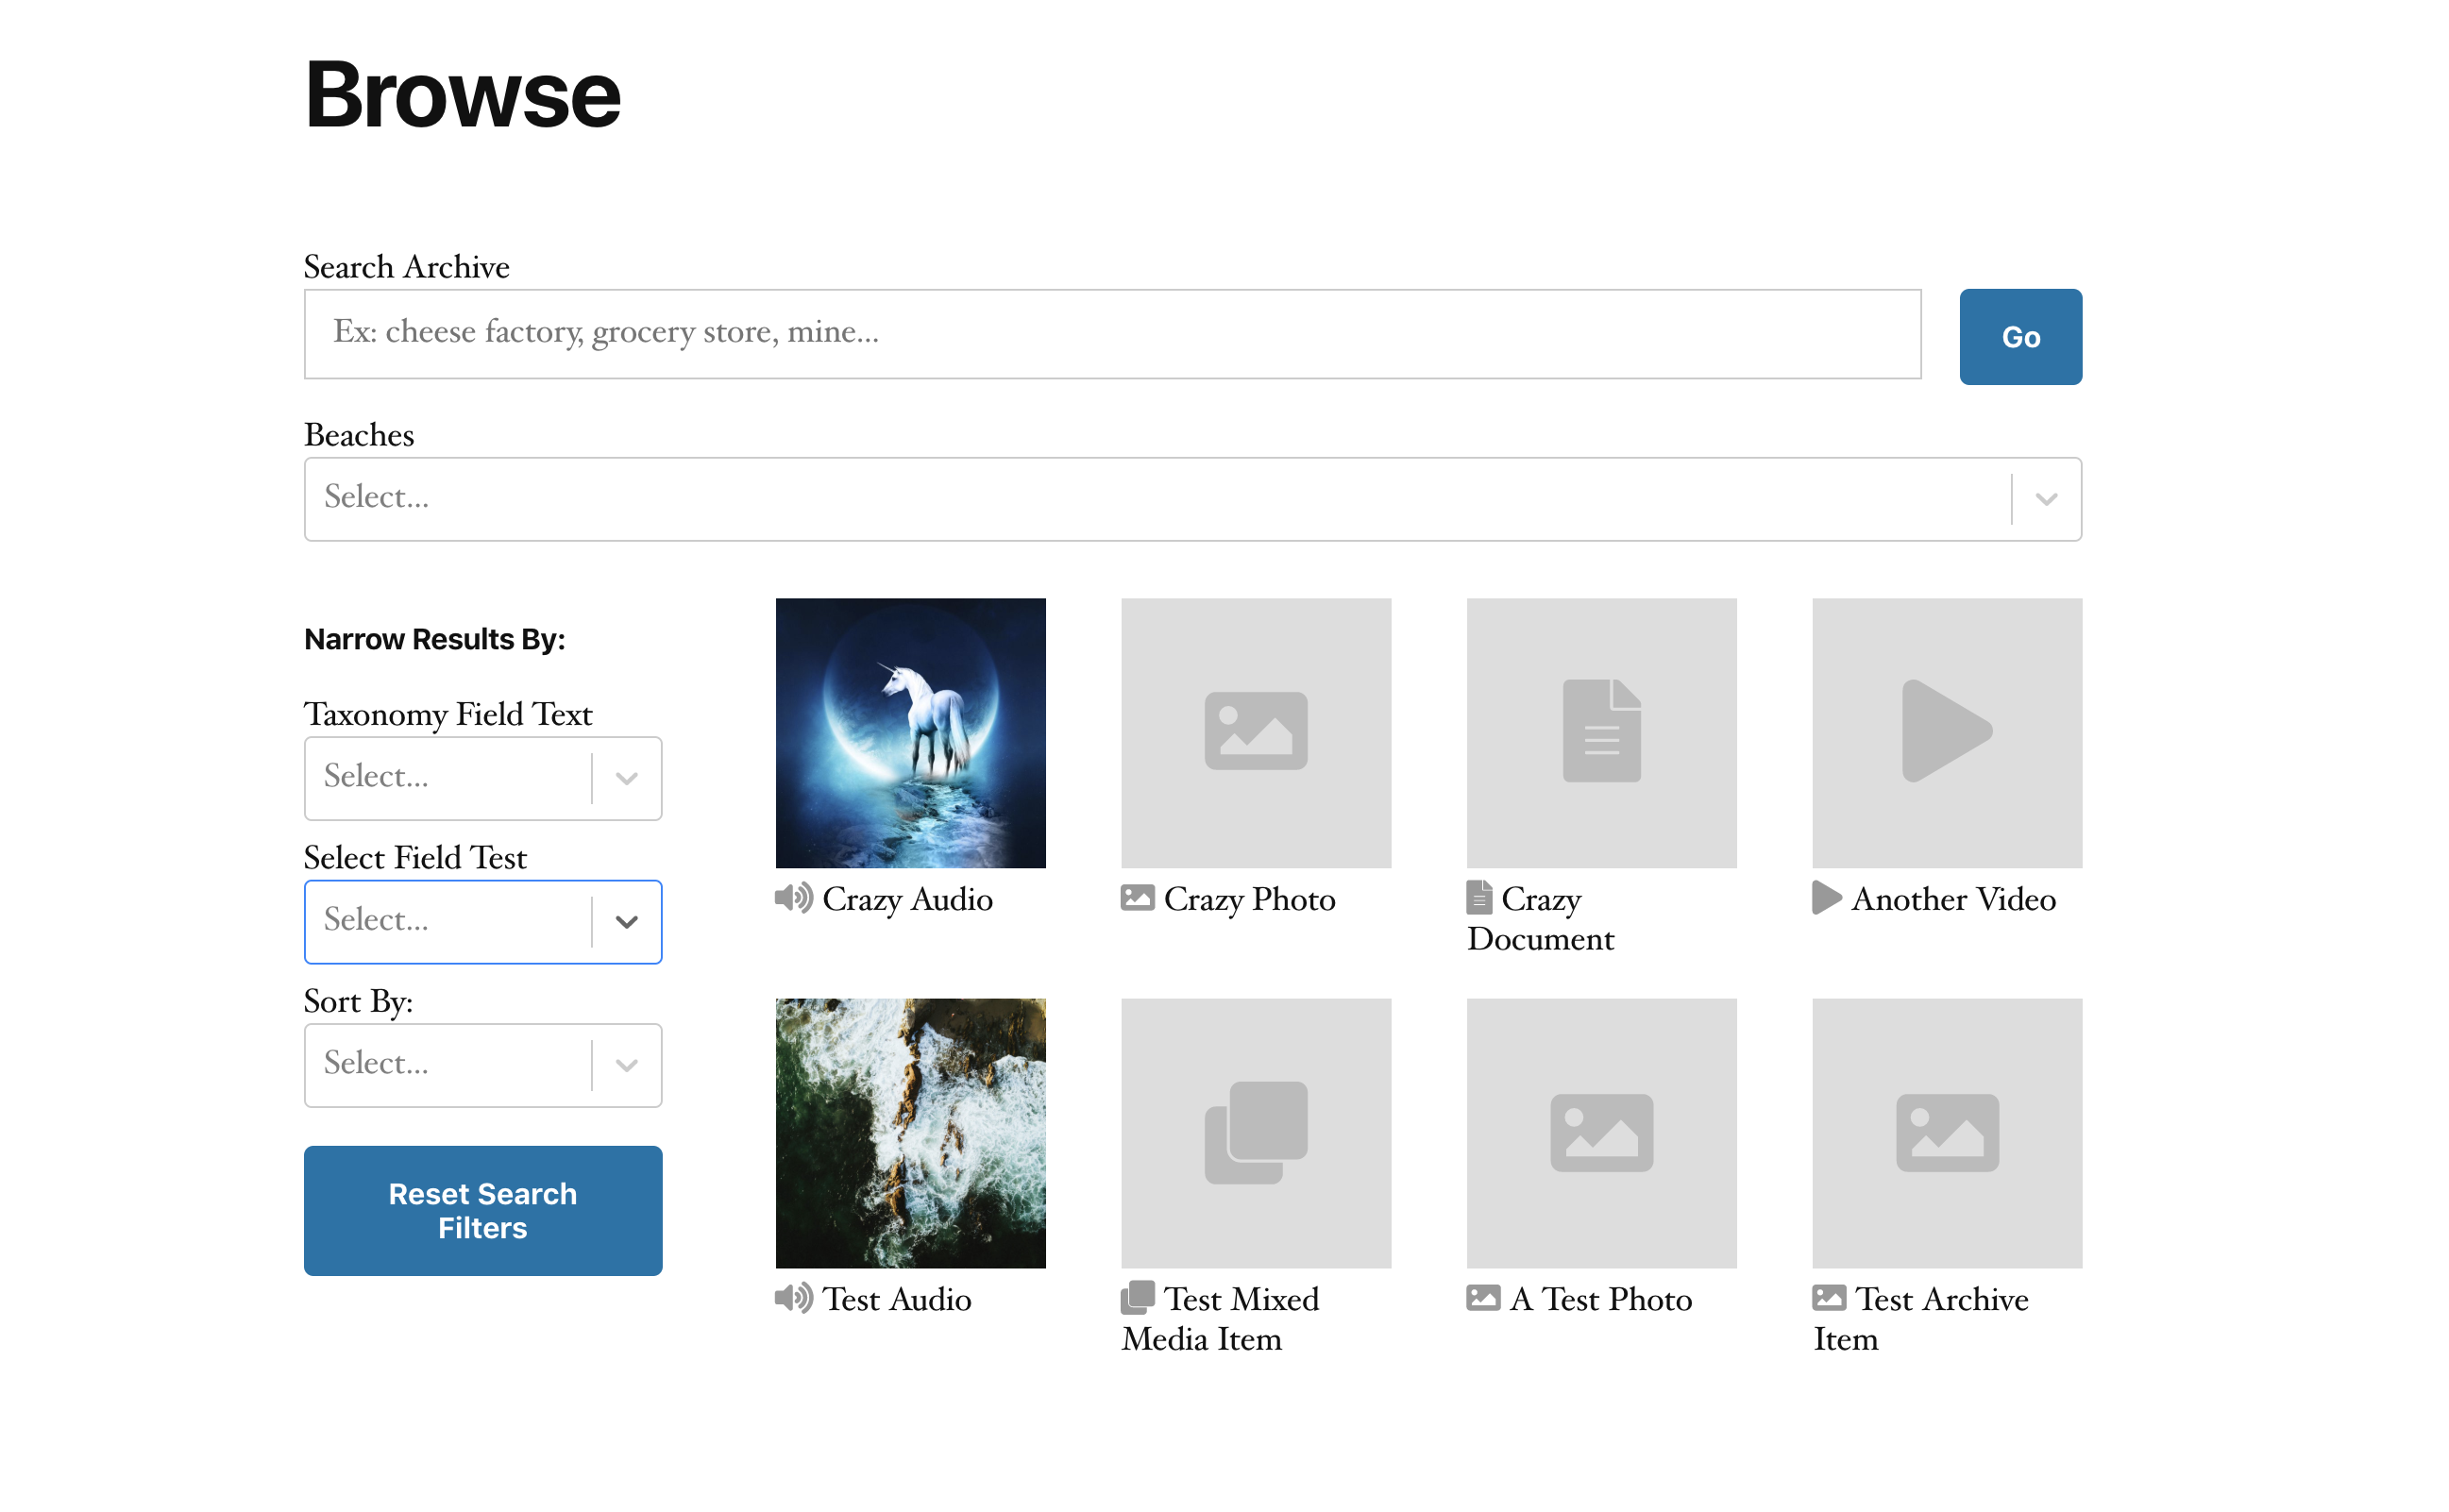 Browse
Search Archive
Ex: cheese factory, grocery store, mine...
Go
Beaches
Select...
Narrow Results By:
Taxonomy Field Text
Select...
Select Field Test
Select...
Sort By:
Select...
Reset Search
Filters
Crazy Audio
Crazy Photo
Crazy
Document
Another Video
Test Audio
Test Mixed
Media Item
A Test Photo
Test Archive
Item